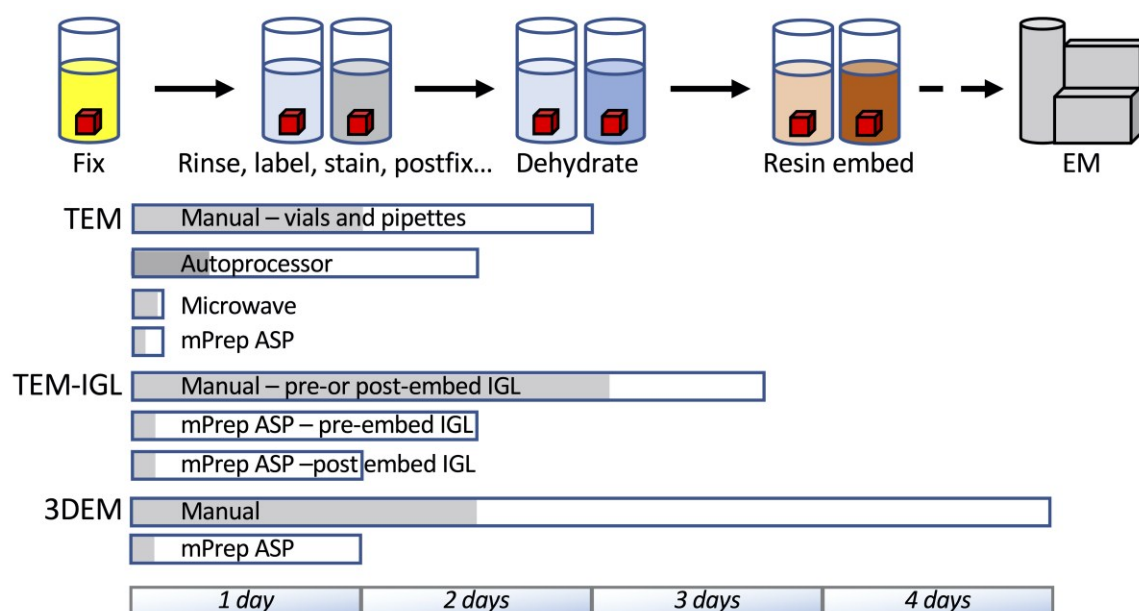 Fix
Rinse, label, stain, postfix...
Dehydrate
Resin embed
EM
TEM
Manual – vials and pipettes
Autoprocessor
Microwave
mPrep ASP
TEM-IGL
Manual – pre-or post-embed IGL
mPrep ASP – pre-embed IGL
mPrep ASP –post embed IGL
3DEM
Manual
mPrep ASP
1 day
2 days
3 days
4 days